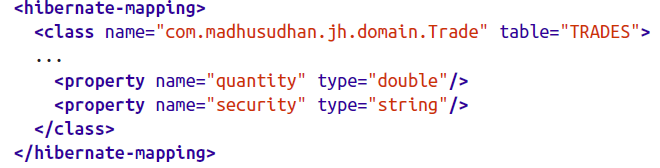 <hibernate-mapping>
  <class name="com.madhusudhan.jh.domain.Trade" table="TRADES">
  ...
    <property name="quantity" type="double"/>
    <property name="security" type="string"/>
  </class>
</hibernate-mapping>